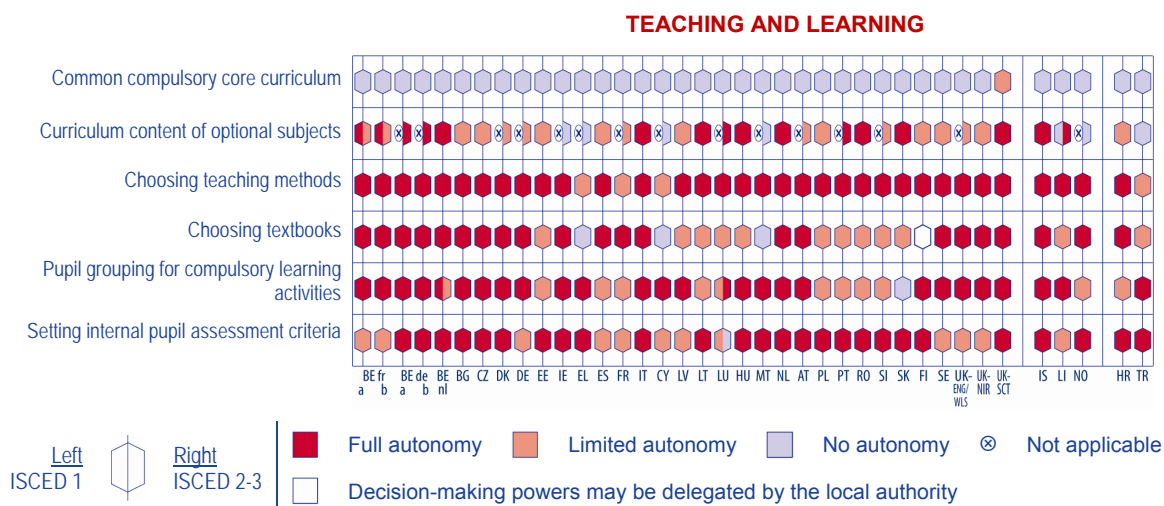 TEACHING AND LEARNING
Common compulsory core curriculum
Curriculum content of optional subjects
Choosing teaching methods
Choosing textbooks
Pupil grouping for compulsory learning
activities
Setting internal pupil assessment criteria
BE fr BE de BE BG CZ DK DE EE IE EL ES FR IT CY LV LT LU HU MT NL AT PL PT RO SI SK FI SE UK- UK- UK- IS LI NO HR TR
a b a b nl ENG/ NIR SCT
WLS
Left Right
ISCED 1 ISCED 2-3
Full autonomy Limited autonomy No autonomy ⊗ Not applicable
Decision-making powers may be delegated by the local authority